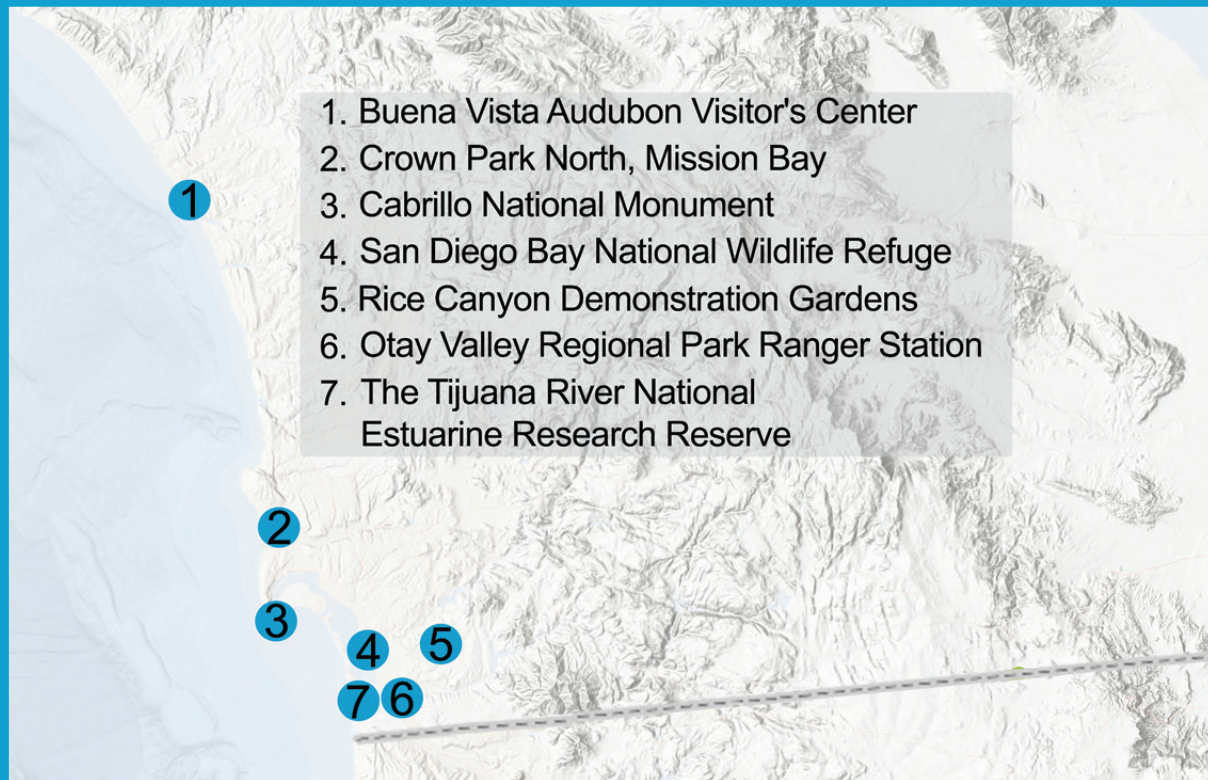 1. Buena Vista Audubon Visitor's Center
2. Crown Park North, Mission Bay
3. Cabrillo National Monument
4. San Diego Bay National Wildlife Refuge
5. Rice Canyon Demonstration Gardens
6. Otay Valley Regional Park Ranger Station
7. The Tijuana River National
Estuarine Research Reserve
1
2
3
4
5
7
6